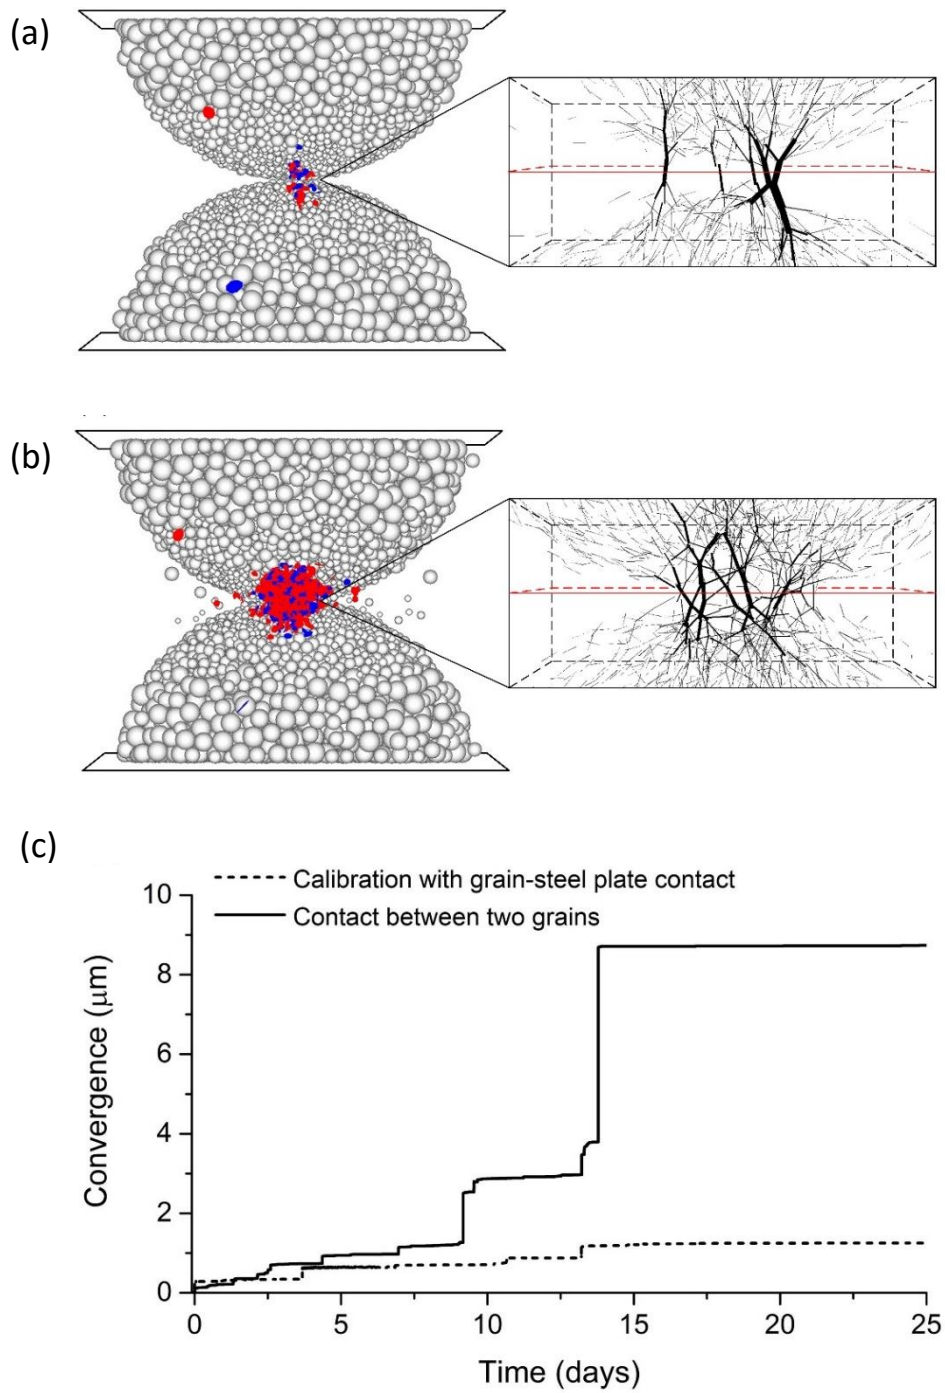 (a)
(b)
(c)
Calibration with grain-steel plate contact
Contact between two grains
10
8
6
4
2
0
Convergence (μm)
0 5 10 15 20 25
Time (days)